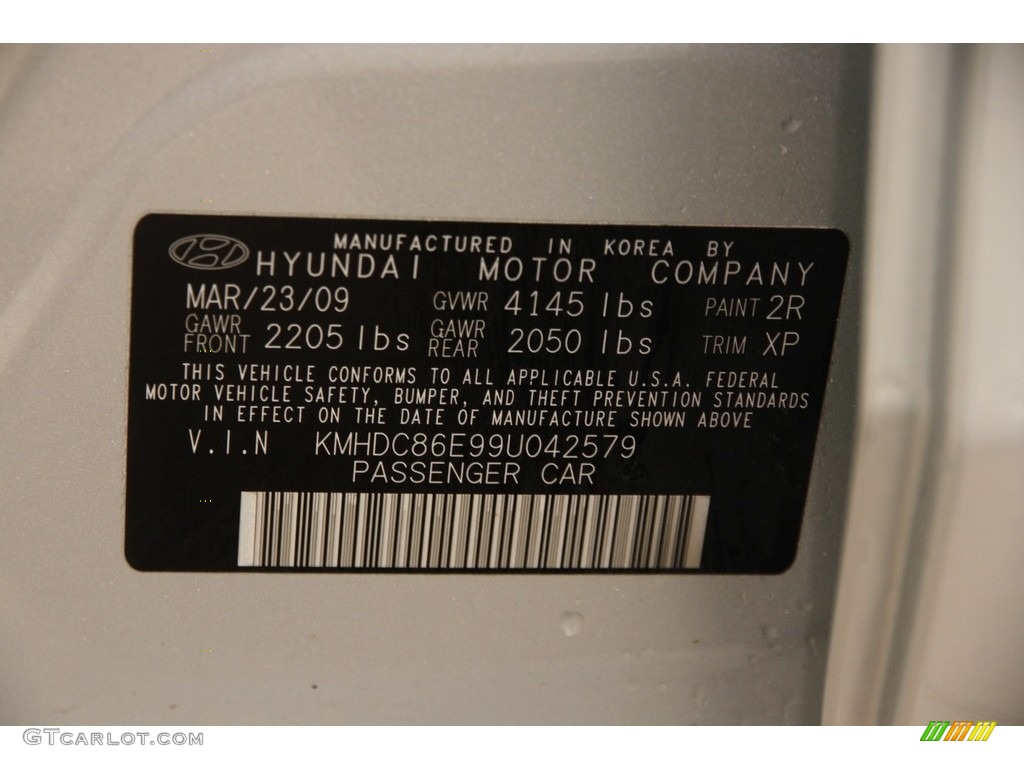 MANUFACTURED IN KOREA BY
HYUNDAI MOTOR COMPANY
MAR/23/09 GVWR 4145 lbs PAINT 2R
GAWR FRONT 2205 lbs GAWR REAR 2050 lbs TRIM XP
THIS VEHICLE CONFORMS TO ALL APPLICABLE U.S.A. FEDERAL
MOTOR VEHICLE SAFETY, BUMPER, AND THEFT PREVENTION STANDARDS
IN EFFECT ON THE DATE OF MANUFACTURE SHOWN ABOVE
V.I.N KMHDC86E99U042579
PASSENGER CAR
GTCarlot.com